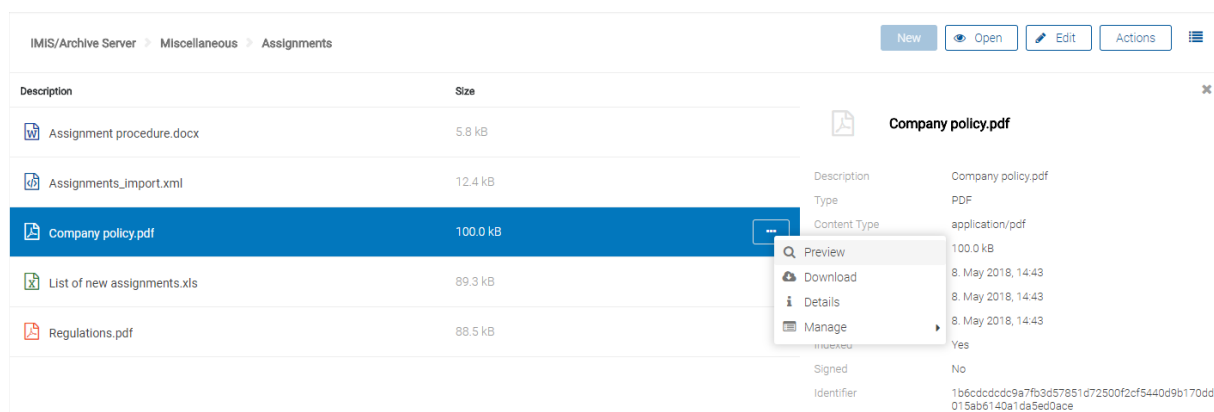 IMIS/Archive Server > Miscellaneous > Assignments
New
Open
Edit
Actions
Description Size
Assignment procedure.docx 5.8 kB
Assignments_import.xml 12.4 kB
Company policy.pdf 100.0 kB ...
List of new assignments.xls 89.3 kB
Regulations.pdf 88.5 kB
Preview
Download
Details
Manage
Company policy.pdf
Description Company policy.pdf
Type PDF
Content Type application/pdf
100.0 kB
8. May 2018, 14:43
8. May 2018, 14:43
8. May 2018, 14:43
Indexed Yes
Signed No
Identifier 1b6cdcdcdc9a7fb3d57851d72500f2cf5440d9b170dd
015ab6140a1da5ed0ace